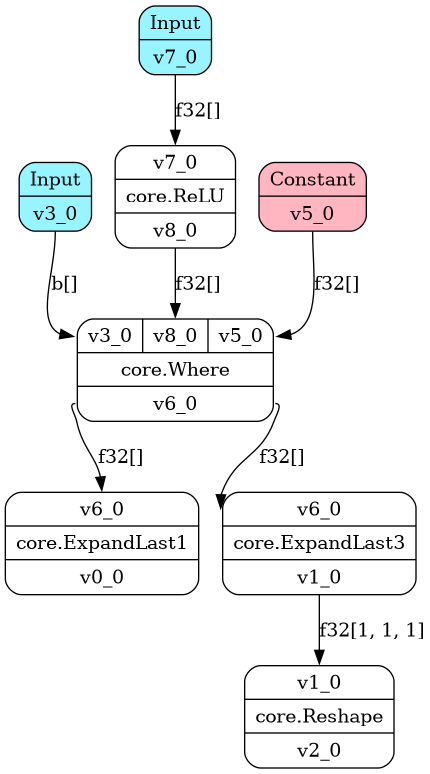 Input
v7_0
f32[]
Input
v3_0
v7_0
core.ReLU
v8_0
Constant
v5_0
b[]
f32[]
f32[]
v3_0 v8_0 v5_0
core.Where
v6_0
f32[]
f32[]
v6_0
core.ExpandLast1
v0_0
v6_0
core.ExpandLast3
v1_0
f32[1, 1, 1]
v1_0
core.Reshape
v2_0